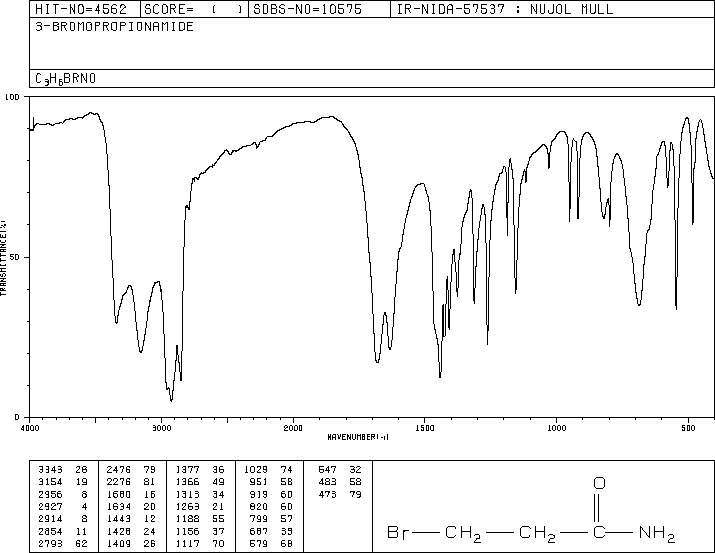 HIT-NO=4562 SCORE= ( ) SDBS-NO=10575 IR-NIDA-57537 : NUJOL MULL
3-BROMOPROPIONAMIDE
C3H6BRNO
100
50
0
TRANSMITTANCE(%)
4000 3000 2000 1500 1000 500
WAVENUMBER(-1)
3343 28 2476 79 1377 36 1029 74 547 32
3154 19 2276 81 1366 49 951 58 483 58
2956 8 1680 16 1313 34 919 60 473 79
2927 4 1634 20 1263 21 820 60
2914 8 1443 12 1188 55 799 57
2854 11 1428 24 1156 37 687 33
2793 62 1409 26 1117 70 579 68
O
Br—CH2—CH2—C—NH2